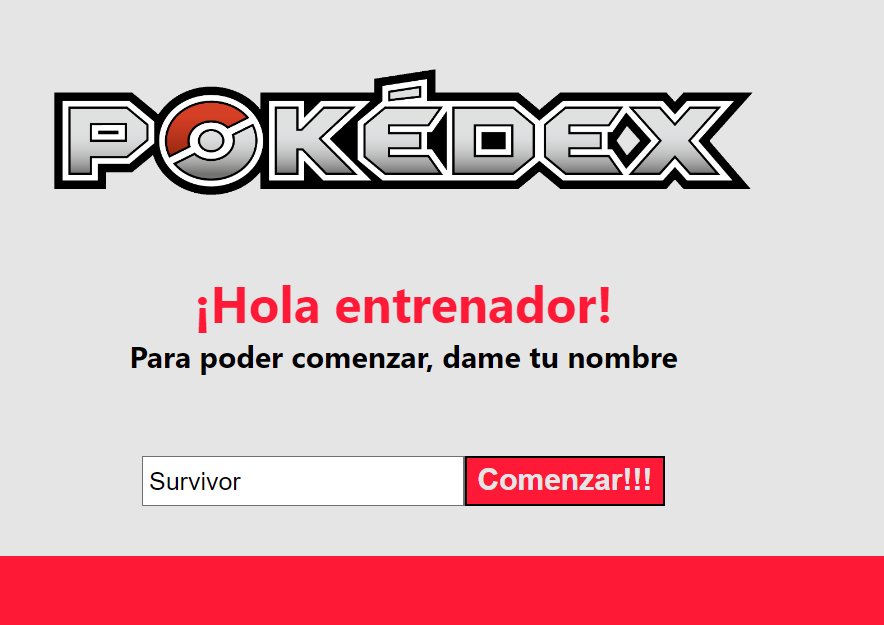 POKÉDEX
¡Hola entrenador!
Para poder comenzar, dame tu nombre
Survivor
Comenzar!!!